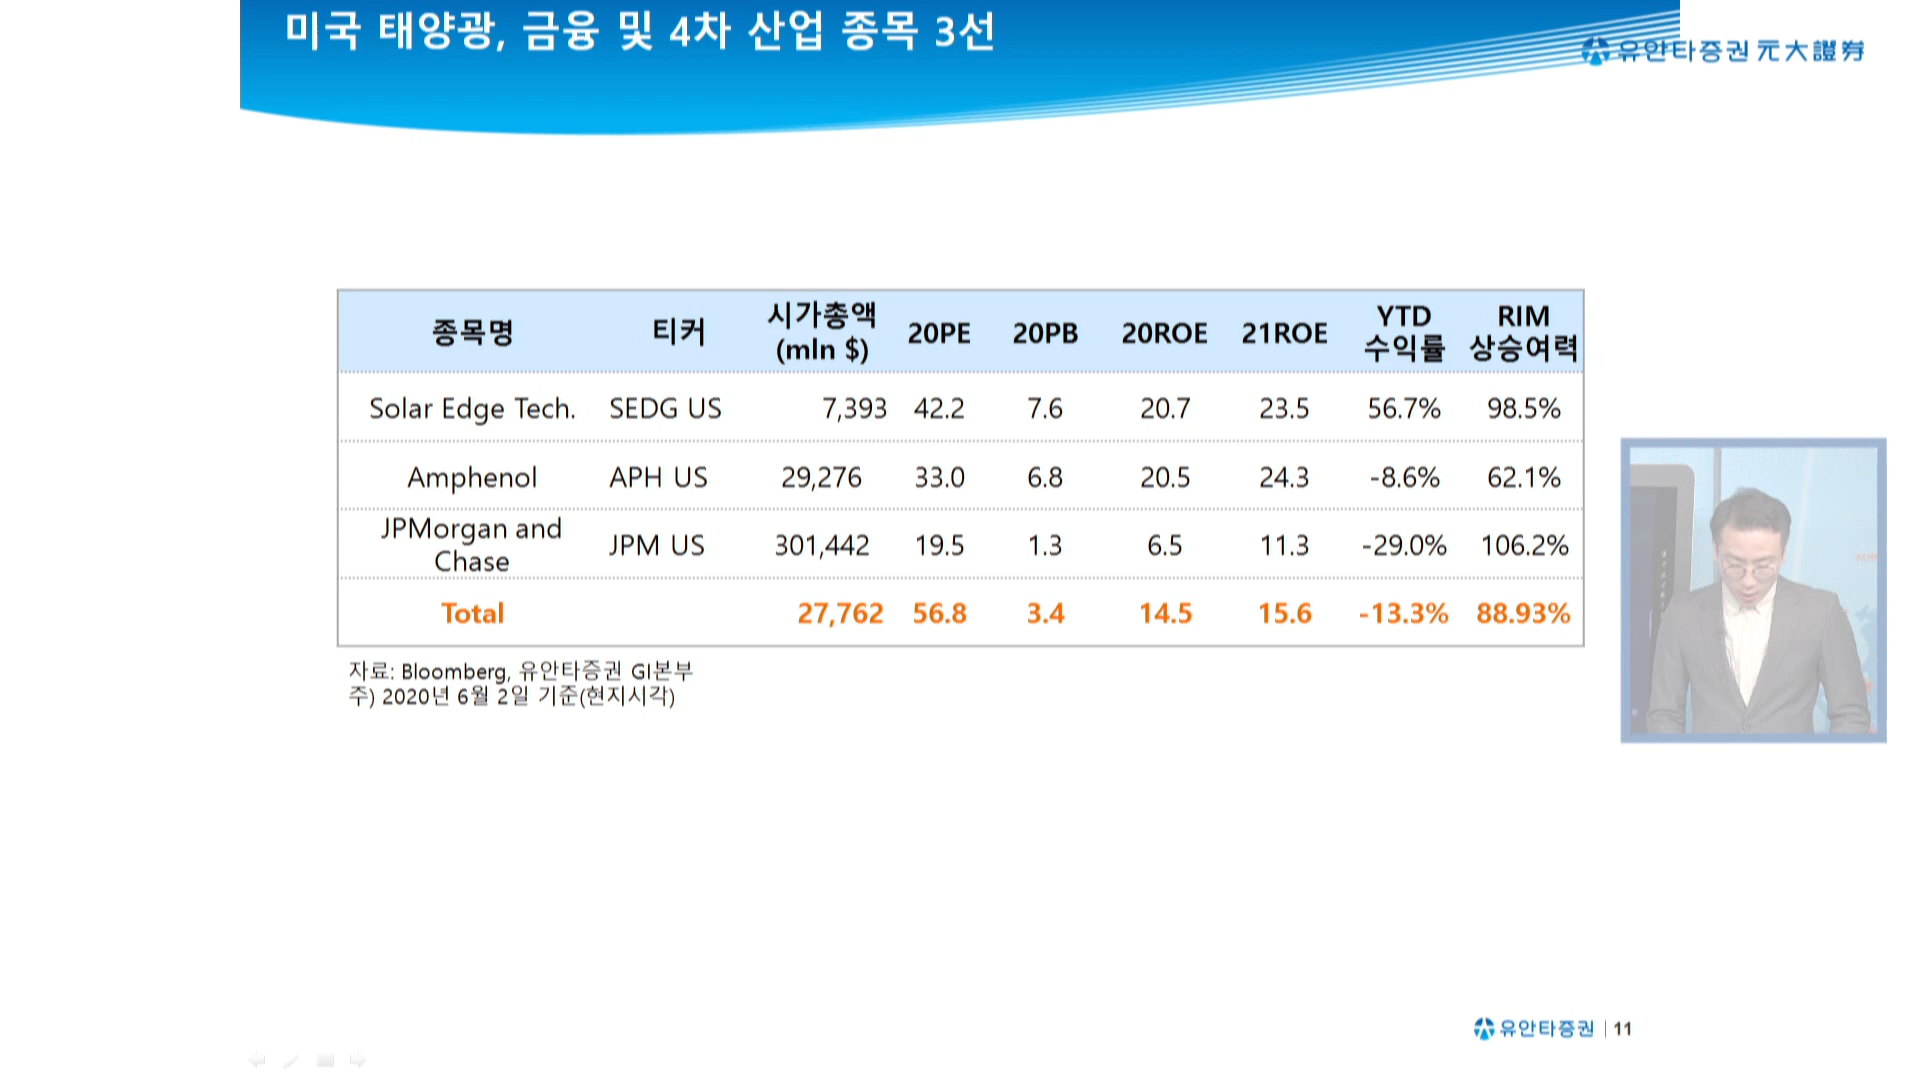 미국 태양광, 금융 및 4차 산업 종목 3선
유안타증권 元大證券
종목명 티커 시가총액 (mln $) 20PE 20PB 20ROE 21ROE YTD 수익률 RIM 상승여력
Solar Edge Tech. SEDG US 7,393 42.2 7.6 20.7 23.5 56.7% 98.5%
Amphenol APH US 29,276 33.0 6.8 20.5 24.3 -8.6% 62.1%
JPMorgan and Chase JPM US 301,442 19.5 1.3 6.5 11.3 -29.0% 106.2%
Total 27,762 56.8 3.4 14.5 15.6 -13.3% 88.93%
자료: Bloomberg, 유안타증권 GI본부
주) 2020년 6월 2일 기준(현지시각)
유안타증권 | 11